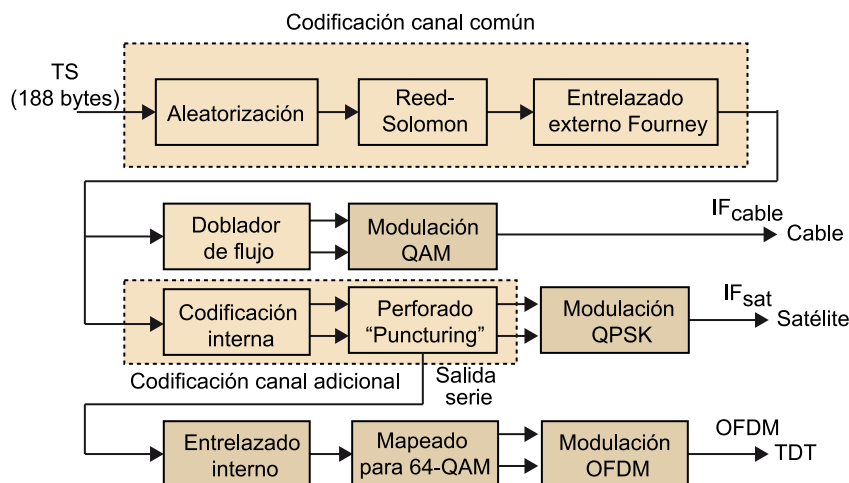 Codificación canal común
TS
(188 bytes)
Aleatorización
Reed-
Solomon
Entrelazado
externo Fourney
Doblador
de flujo
Modulación
QAM
IFcable
Cable
Codificación
interna
Perforado
“Puncturing”
Modulación
QPSK
IFsat
Satélite
Codificación canal adicional
Salida
serie
Entrelazado
interno
Mapeado
para 64-QAM
Modulación
OFDM
OFDM
TDT